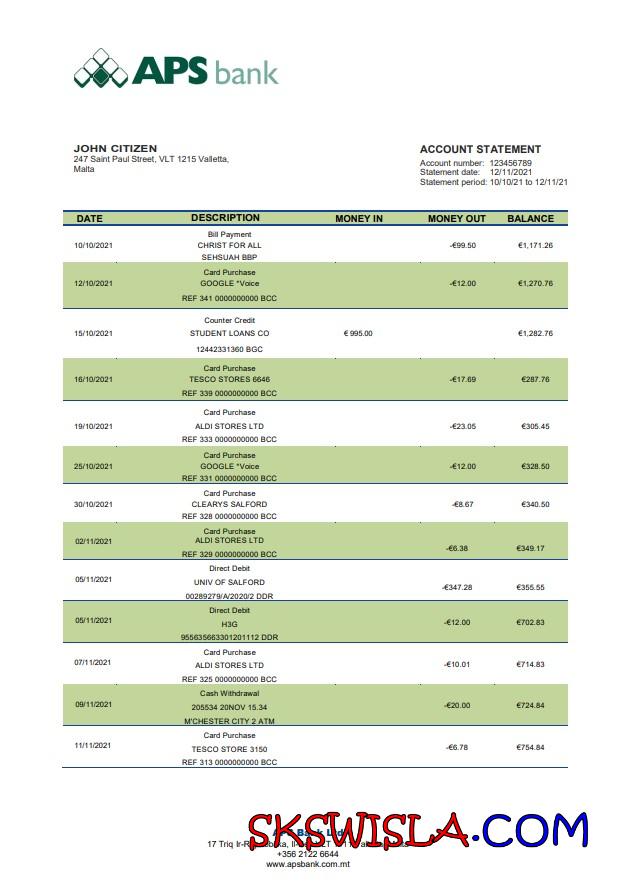 APS bank
JOHN CITIZEN
247 Saint Paul Street, VLT 1215 Valletta,
Malta
ACCOUNT STATEMENT
Account number: 123456789
Statement date: 12/11/2021
Statement period: 10/10/21 to 12/11/21
DATE DESCRIPTION MONEY IN MONEY OUT BALANCE
Bill Payment
10/10/2021 CHRIST FOR ALL -€99.50 €1,171.26
SEHSUAH BBP
Card Purchase
12/10/2021 GOOGLE *Voice -€12.00 €1,270.76
REF 341 0000000000 BCC
Counter Credit
15/10/2021 STUDENT LOANS CO € 995.00 €1,282.76
12442331360 BGC
Card Purchase
16/10/2021 TESCO STORES 6646 -€17.69 €287.76
REF 339 0000000000 BCC
Card Purchase
19/10/2021 ALDI STORES LTD -€23.05 €305.45
REF 333 0000000000 BCC
Card Purchase
25/10/2021 GOOGLE *Voice -€12.00 €328.50
REF 331 0000000000 BCC
Card Purchase
30/10/2021 CLEARYS SALFORD -€8.67 €340.50
REF 328 0000000000 BCC
Card Purchase
02/11/2021 ALDI STORES LTD -€6.38 €349.17
REF 329 0000000000 BCC
Direct Debit
05/11/2021 UNIV OF SALFORD -€347.28 €355.55
00289279/A/2020/2 DDR
Direct Debit
05/11/2021 H3G -€12.00 €702.83
955635663301201112 DDR
Card Purchase
07/11/2021 ALDI STORES LTD -€10.01 €714.83
REF 325 0000000000 BCC
Cash Withdrawal
09/11/2021 205534 20NOV 15.34 -€20.00 €724.84
M'CHESTER CITY 2 ATM
Card Purchase
11/11/2021 TESCO STORE 3150 -€6.78 €754.84
REF 313 0000000000 BCC
SKSWISLA.COM
Bank
17 Triq
+356 2122 6644
www.apsbank.com.mt